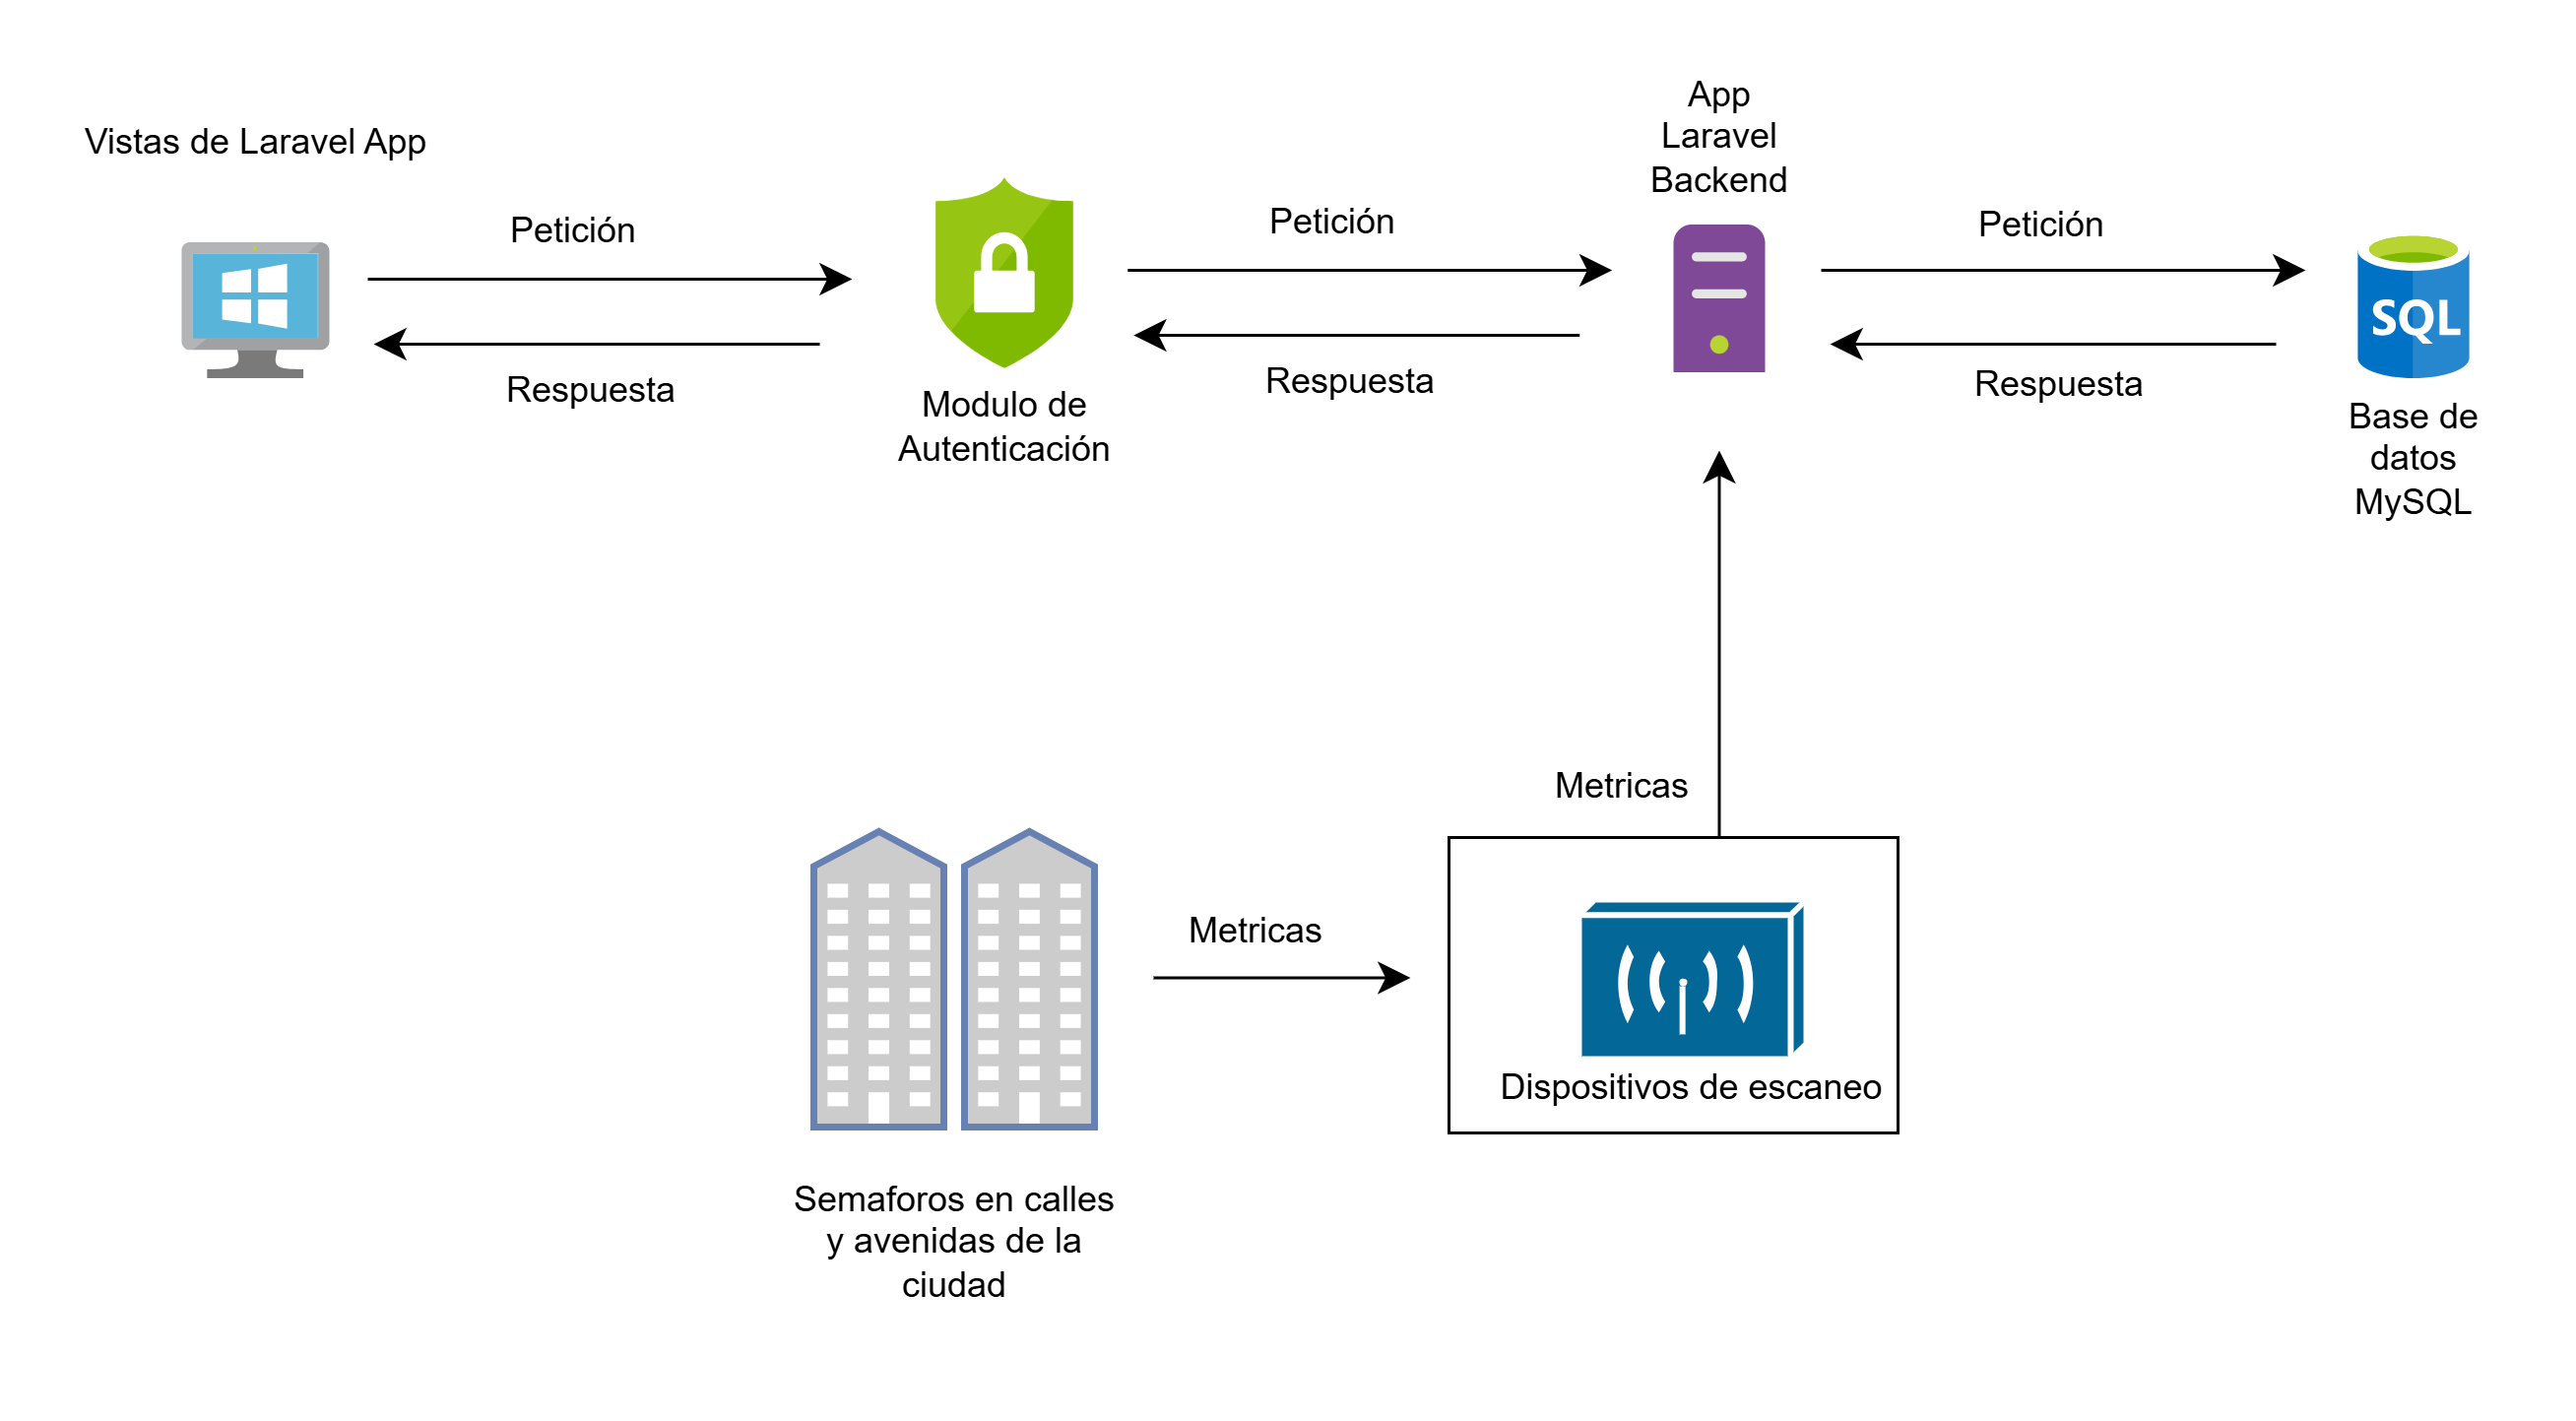 Vistas de Laravel App
Petición
Respuesta
Modulo de
Autenticación
Petición
Respuesta
App
Laravel
Backend
Petición
Respuesta
SQL
Base de
datos
MySQL
Metricas
Metricas
Dispositivos de escaneo
Semaforos en calles
y avenidas de la
ciudad